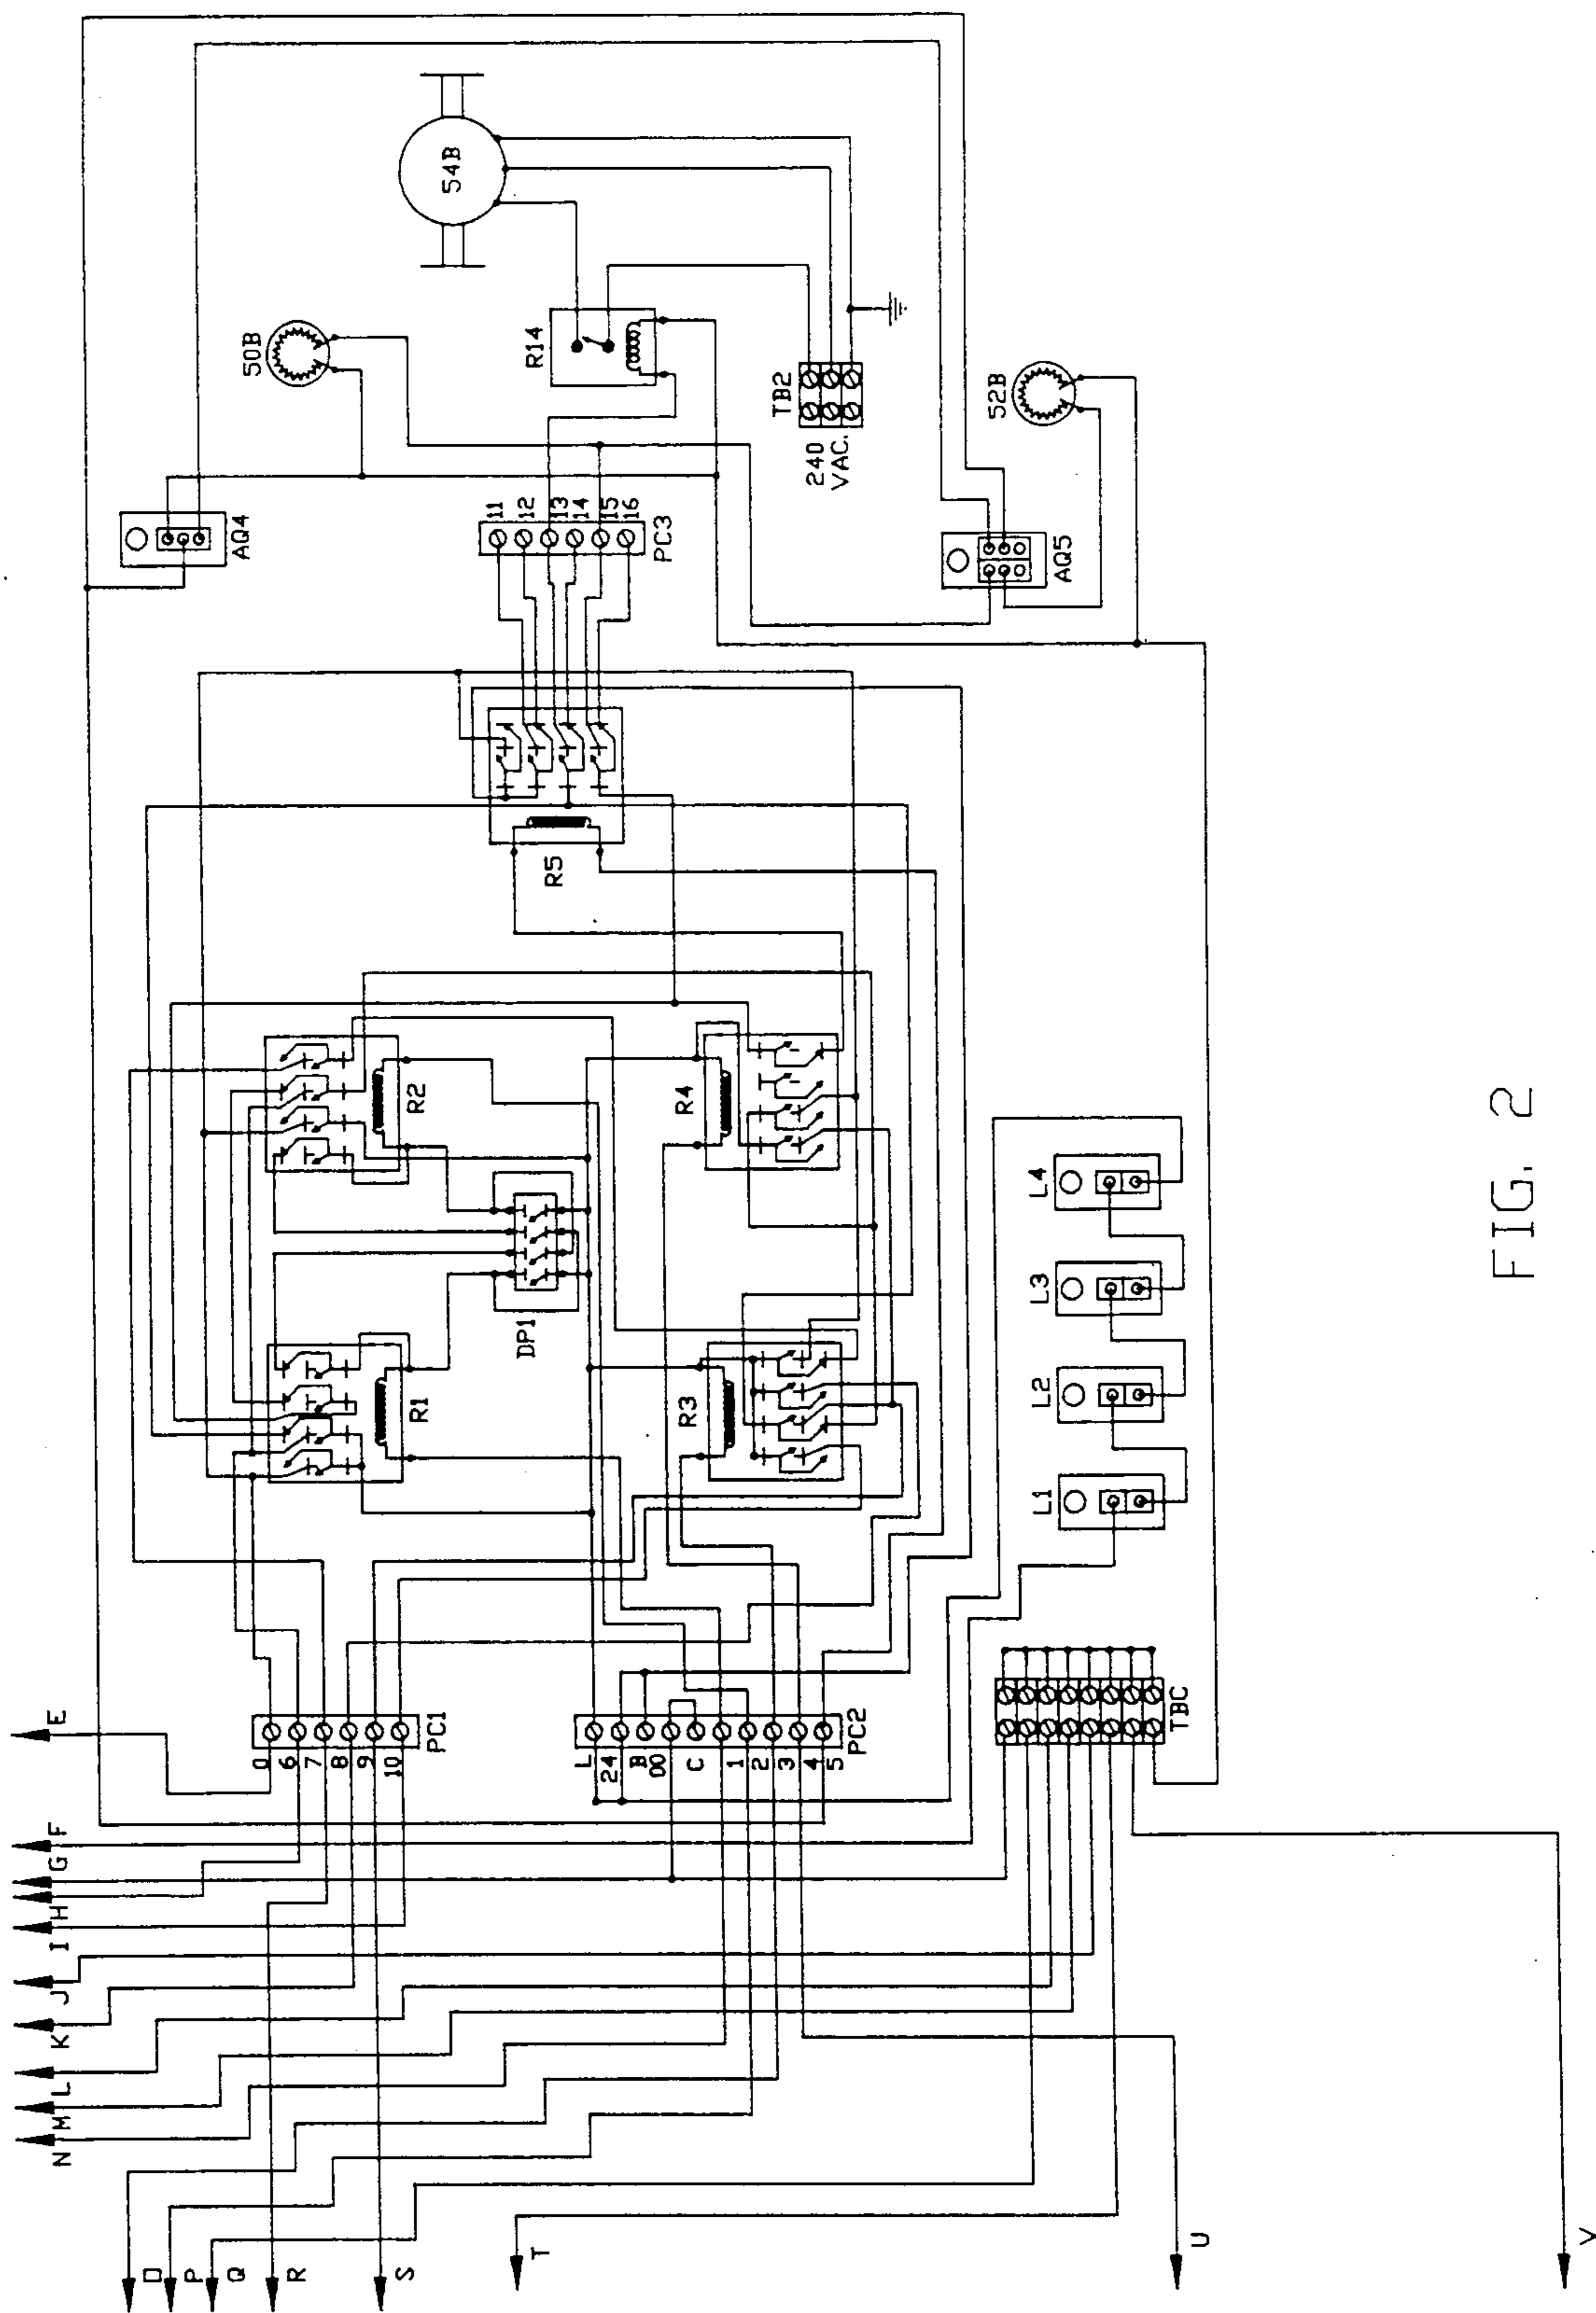 E
F
G
H
I
J
K
L
M
N
O
P
Q
R
S
T
U
V
0
6
7
8
9
10
PC1
L
24
B
00
C
1
2
3
4
5
PC2
TBC
R1
R2
DP1
R3
R4
R5
L1
L2
L3
L4
11
12
13
14
15
16
PC3
AQ4
AQ5
50B
52B
54B
R14
TB2
240
VAC.
FIG. 2